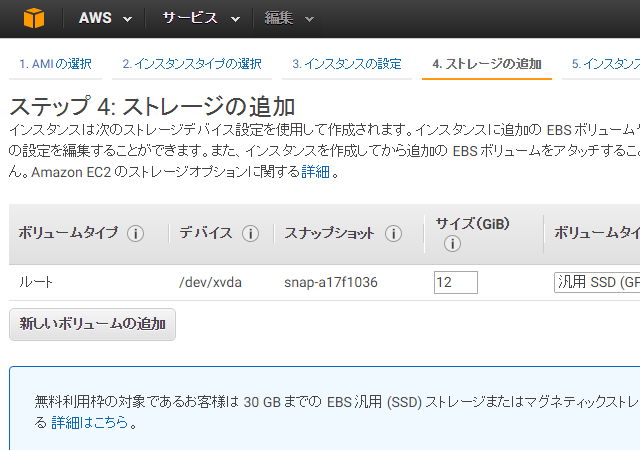 AWS サービス 編集
1. AMI の選択 2. インスタンスタイプの選択 3. インスタンスの設定 4. ストレージの追加 5. インスタンス
ステップ 4: ストレージの追加
インスタンスは次のストレージデバイス設定を使用して作成されます。インスタンスに追加の EBS ボリューム
の設定を編集することができます。また、インスタンスを作成してから追加の EBS ボリュームをアタッチするこ
ん。Amazon EC2 のストレージオプションに関する詳細 。
ボリュームタイプ i デバイス i スナップショット i サイズ (GiB) i ボリュームタイ
ルート /dev/xvda snap-a17f1036 12 汎用 SSD (GP
新しいボリュームの追加
無料利用枠の対象であるお客様は 30 GB までの EBS 汎用 (SSD) ストレージまたはマグネティックストレ
る 詳細はこちら。